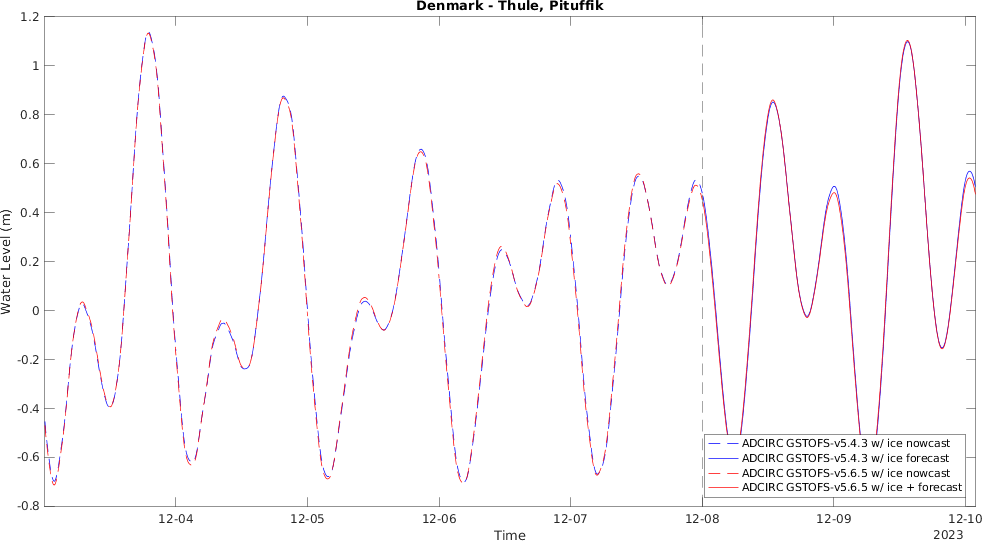 Denmark - Thule, Pituffik
1.2
1
0.8
0.6
0.4
0.2
0
-0.2
-0.4
-0.6
-0.8
Water Level (m)
ADCIRC GSTOFS-v5.4.3 w/ ice nowcast
ADCIRC GSTOFS-v5.4.3 w/ ice forecast
ADCIRC GSTOFS-v5.6.5 w/ ice nowcast
ADCIRC GSTOFS-v5.6.5 w/ ice + forecast
12-04 12-05 12-06 12-07 12-08 12-09 12-10
Time
2023